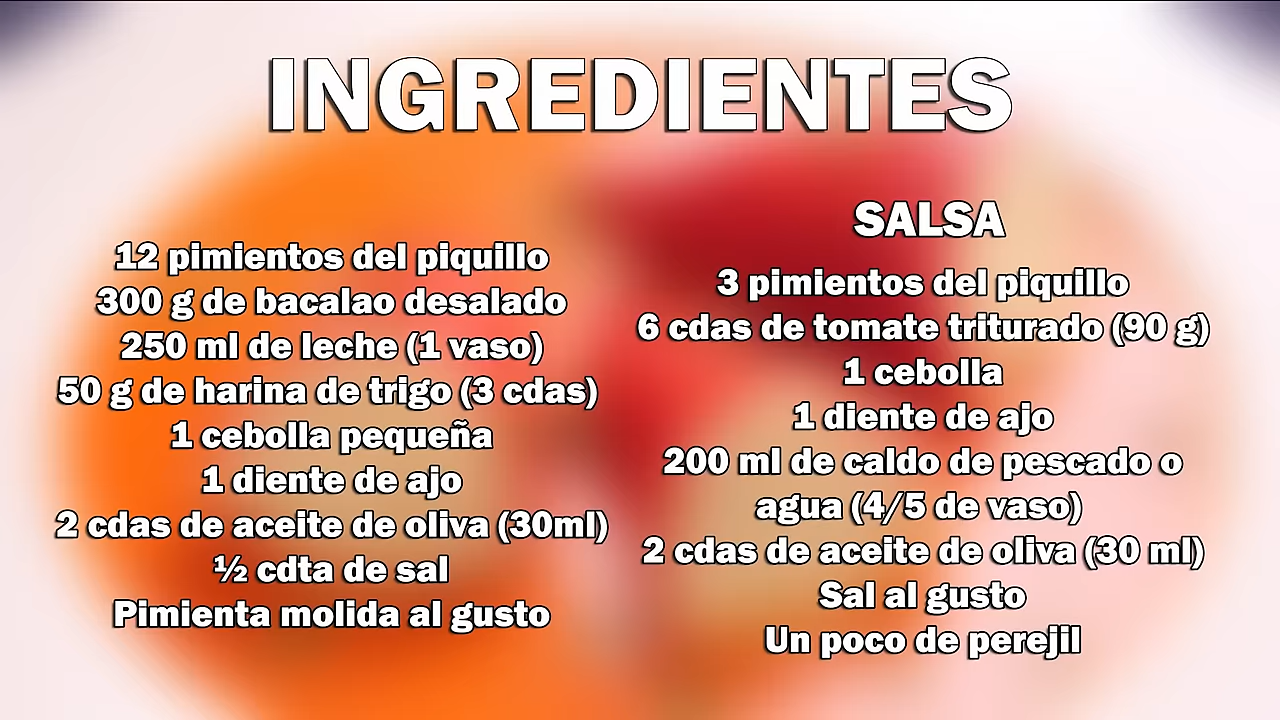 INGREDIENTES
12 pimientos del piquillo
300 g de bacalao desalado
250 ml de leche (1 vaso)
50 g de harina de trigo (3 cdas)
1 cebolla pequeña
1 diente de ajo
2 cdas de aceite de oliva (30ml)
½ cdta de sal
Pimienta molida al gusto
SALSA
3 pimientos del piquillo
6 cdas de tomate triturado (90 g)
1 cebolla
1 diente de ajo
200 ml de caldo de pescado o
agua (4/5 de vaso)
2 cdas de aceite de oliva (30 ml)
Sal al gusto
Un poco de perejil